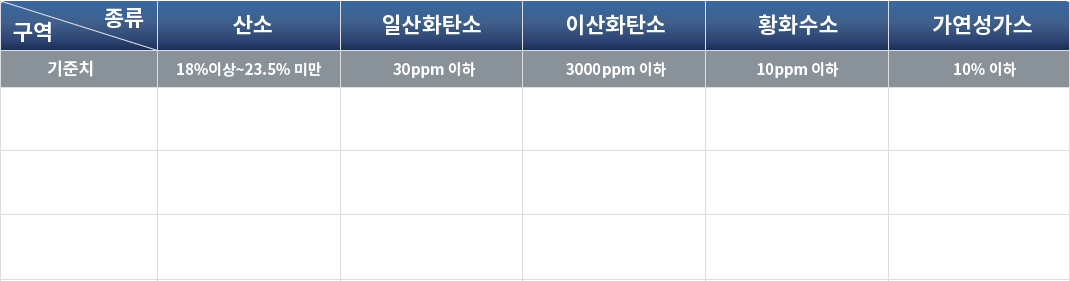 종류
구역
산소
일산화탄소
이산화탄소
황화수소
가연성가스
기준치
18%이상~23.5% 미만
30ppm 이하
3000ppm 이하
10ppm 이하
10% 이하